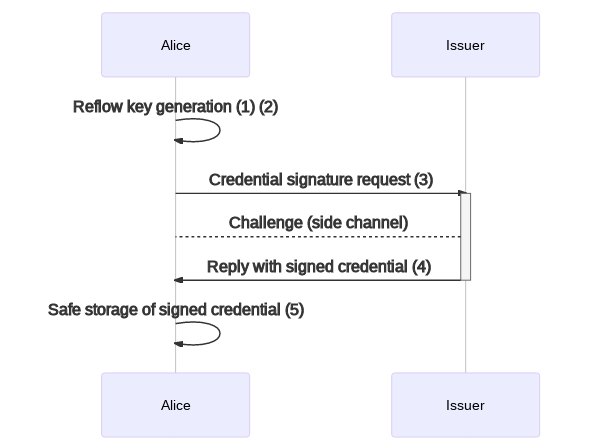 Alice
Issuer
Reflow key generation (1) (2)
Credential signature request (3)
Challenge (side channel)
Reply with signed credential (4)
Safe storage of signed credential (5)
Alice
Issuer